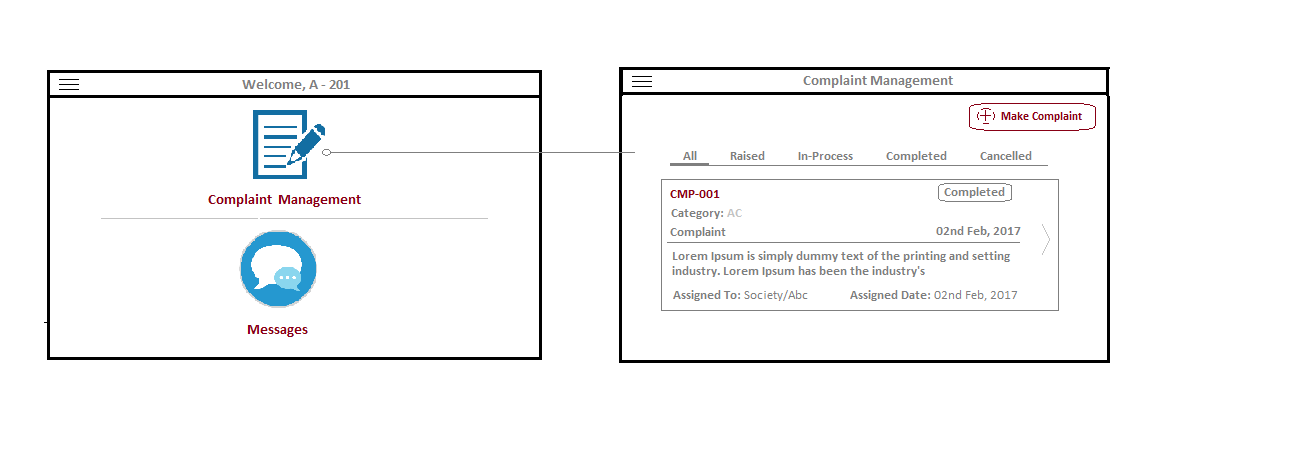 Welcome, A - 201
Complaint Management
Messages
Complaint Management
Make Complaint
All Raised In-Process Completed Cancelled
CMP-001 Completed
Category: AC
Complaint 02nd Feb, 2017
Lorem Ipsum is simply dummy text of the printing and setting
industry. Lorem Ipsum has been the industry's
Assigned To: Society/Abc Assigned Date: 02nd Feb, 2017